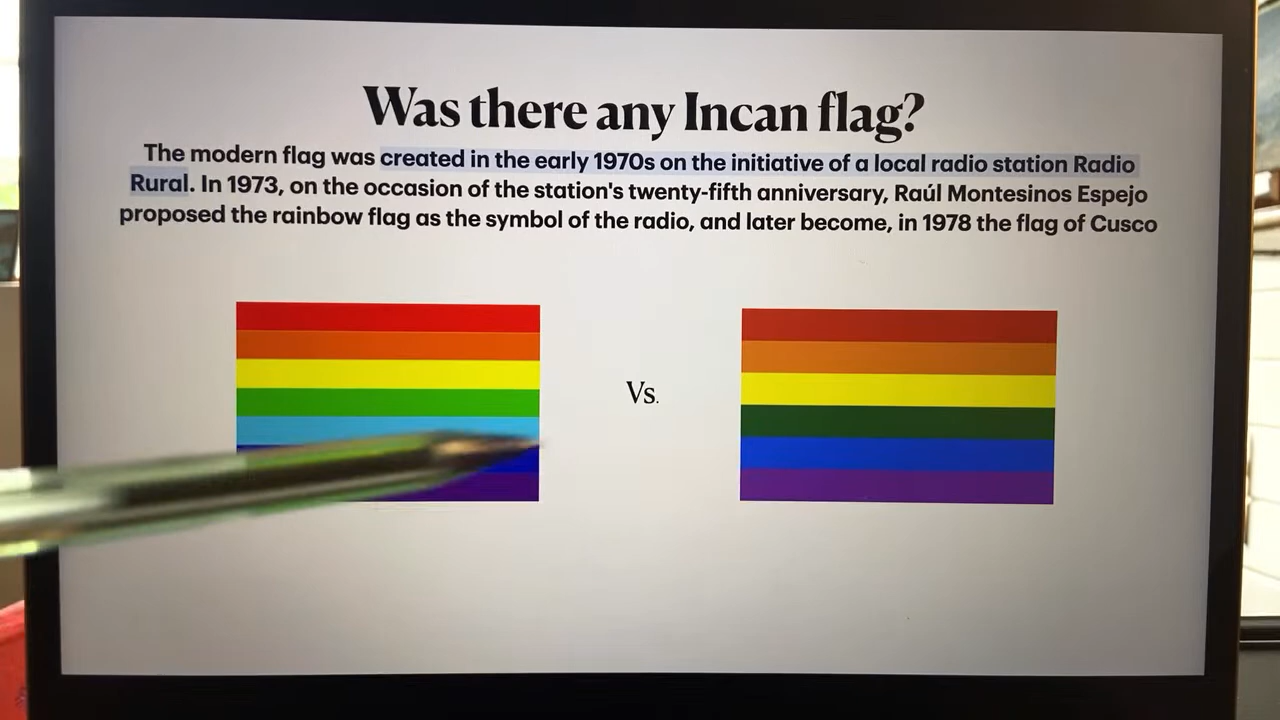 Was there any Incan flag?
The modern flag was created in the early 1970s on the initiative of a local radio station Radio
Rural. In 1973, on the occasion of the station's twenty-fifth anniversary, Raúl Montesinos Espejo
proposed the rainbow flag as the symbol of the radio, and later become, in 1978 the flag of Cusco
Vs.